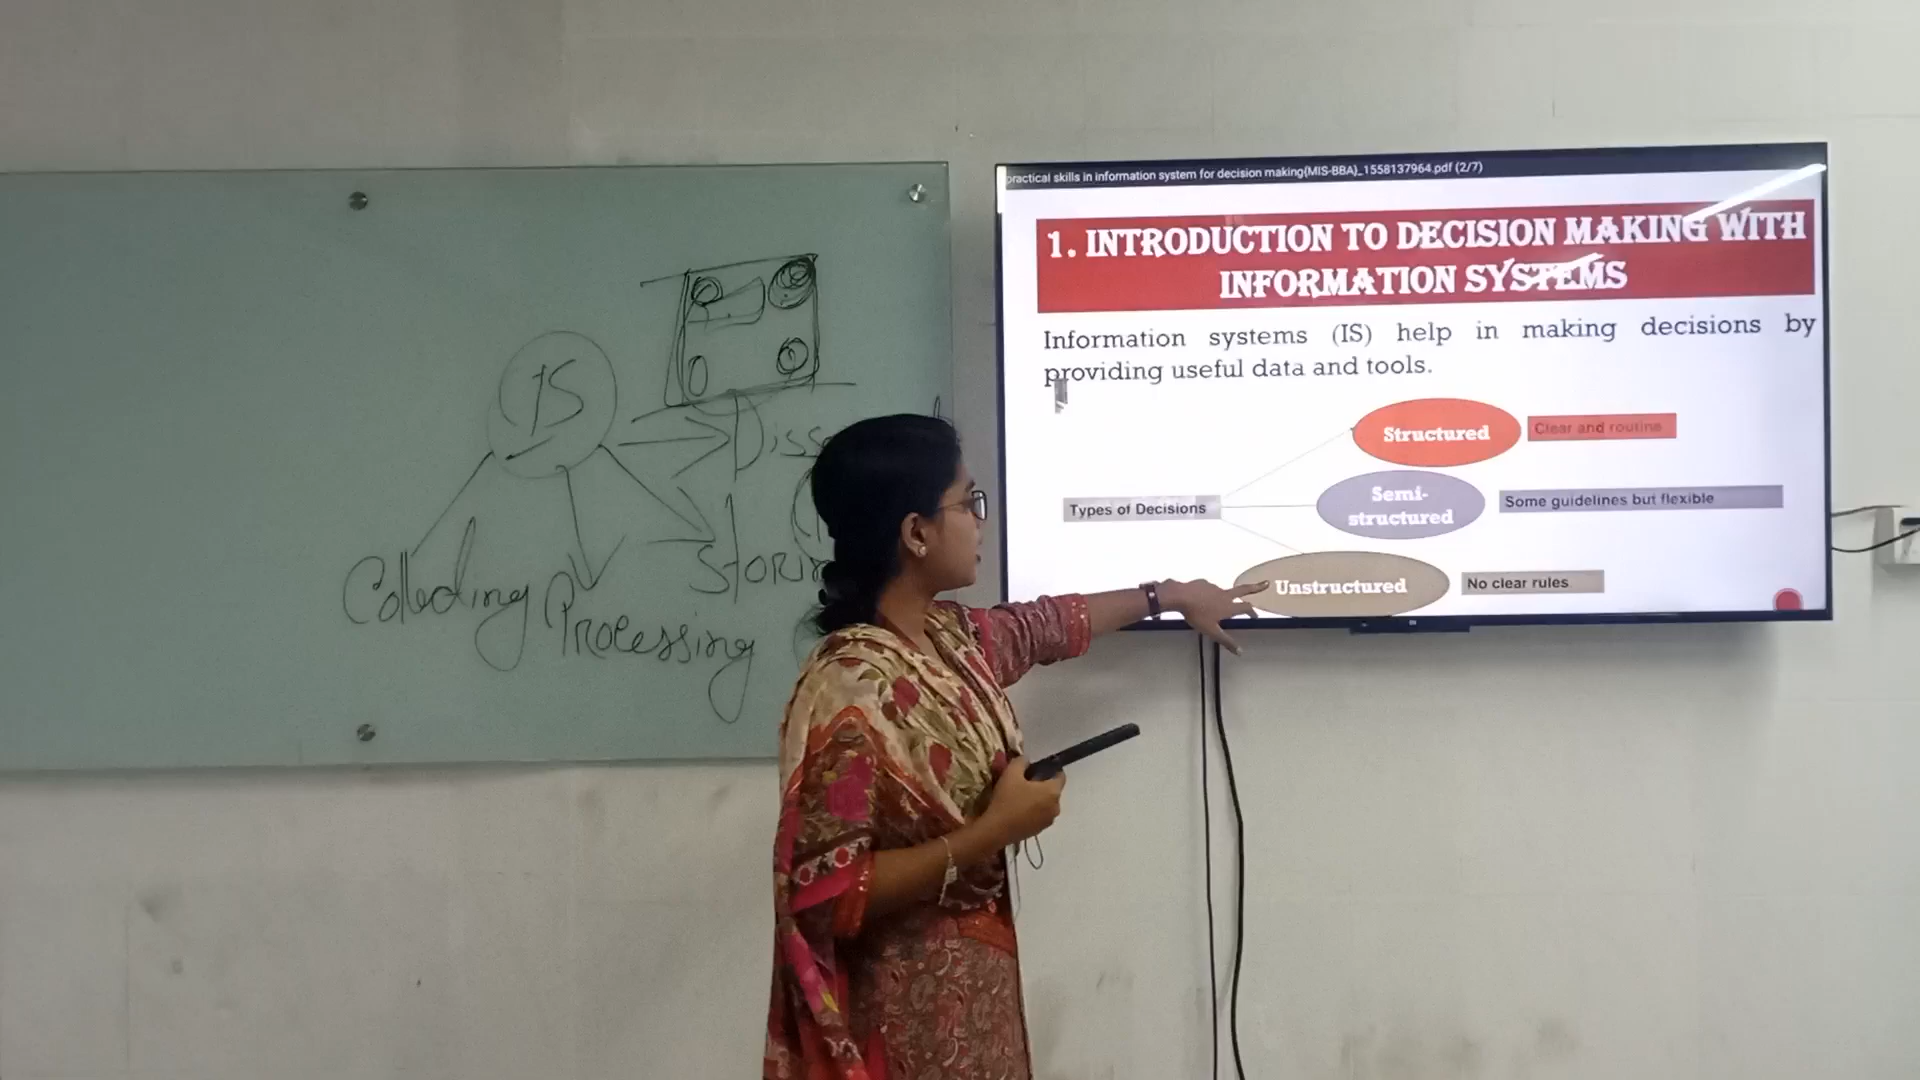 IS
Diss
Collecting
Processing
Storin
practical skills in information system for decision making(MIS-BBA)_1558137964.pdf (2/7)
1. INTRODUCTION TO DECISION MAKING WITH
INFORMATION SYSTEMS
Information systems (IS) help in making decisions by
providing useful data and tools.
Structured
Clear and routine
Types of Decisions
Semi-
structured
Some guidelines but flexible
Unstructured
No clear rules